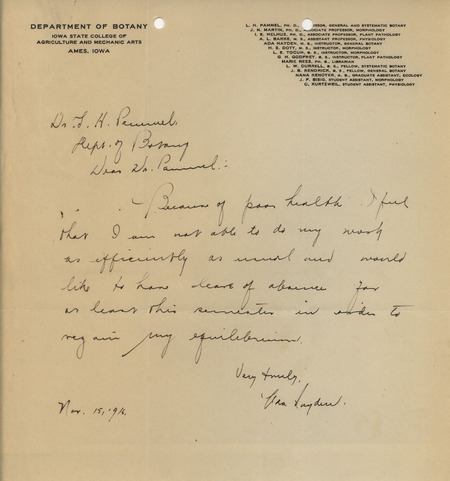 DEPARTMENT OF BOTANY
IOWA STATE COLLEGE OF
AGRICULTURE AND MECHANIC ARTS
AMES, IOWA
L. H. PAMMEL, PH. D., PROFESSOR, GENERAL AND SYSTEMATIC BOTANY
J. N. MARTIN, PH. D., ASSOCIATE PROFESSOR, MORPHOLOGY
I. E. MELHUS, PH. D., ASSOCIATE PROFESSOR, PLANT PATHOLOGY
A. L. BAKKE, M. S., ASSISTANT PROFESSOR, PHYSIOLOGY
ADA HAYDEN, M. S., INSTRUCTOR, GENERAL BOTANY
H. S. DOTY, M. S., INSTRUCTOR, MORPHOLOGY
L. E. YOCUM, M. S., INSTRUCTOR, MORPHOLOGY
G. H. GODFREY, B. S., INSTRUCTOR, PLANT PATHOLOGY
MARIE REES, PH. B., LIBRARIAN
L. W. DURRELL, B. S., FELLOW, SYSTEMATIC BOTANY
J. B. KENDRICK, B. S., FELLOW, GENERAL BOTANY
GRADUATE ASSISTANT, ECOLOGY
STUDENT ASSISTANT, MORPHOLOGY
STUDENT ASSISTANT, PHYSIOLOGY
Dr. L. H. Pammel,
Dept. of Botany
Dear Dr. Pammel:
Because of poor health I feel
that I am not able to do my work
as efficiently as usual and would
like to have leave of absence for
at least this semester in order to
regain my equilibrium.
Very truly,
Ada Hayden.
Nov. 15, '16.